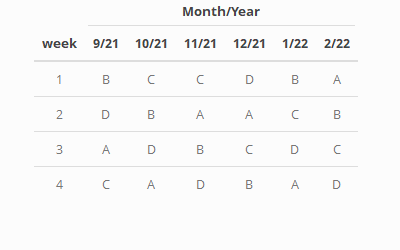 Month/Year
week 9/21 10/21 11/21 12/21 1/22 2/22
1 B C C D B A
2 D B A A C B
3 A D B C D C
4 C A D B A D